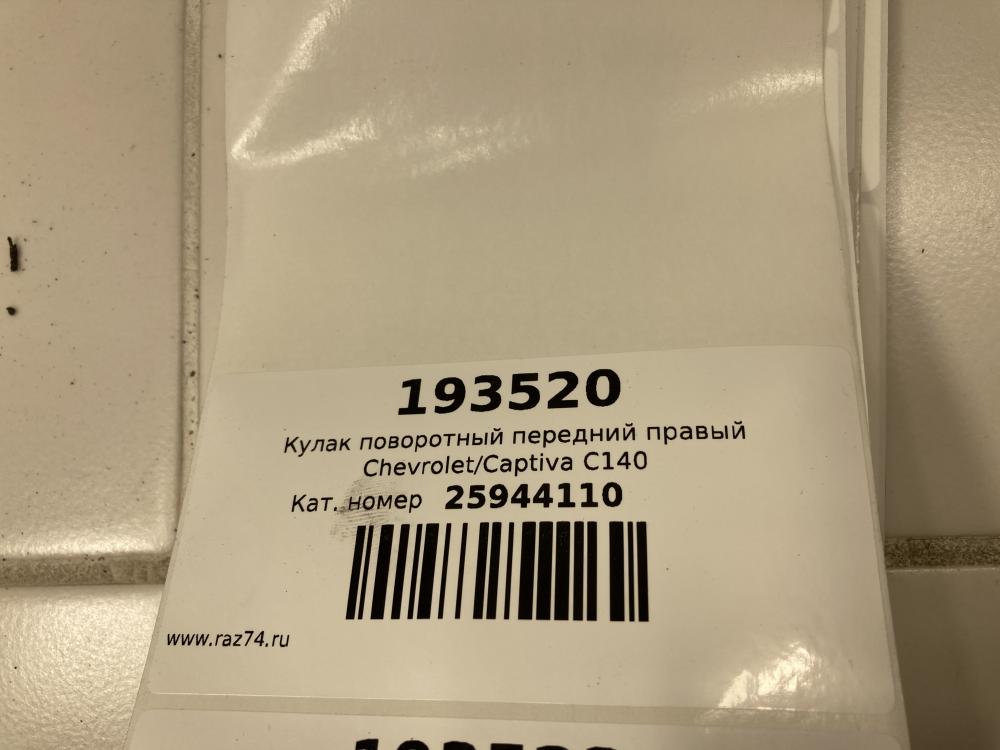 193520
Кулак поворотный передний правый
Chevrolet/Captiva C140
Кат. номер 25944110
www.raz74.ru